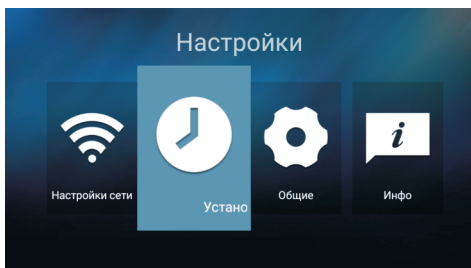 Настройки
Настройки сети
Устано
Общие
Инфо